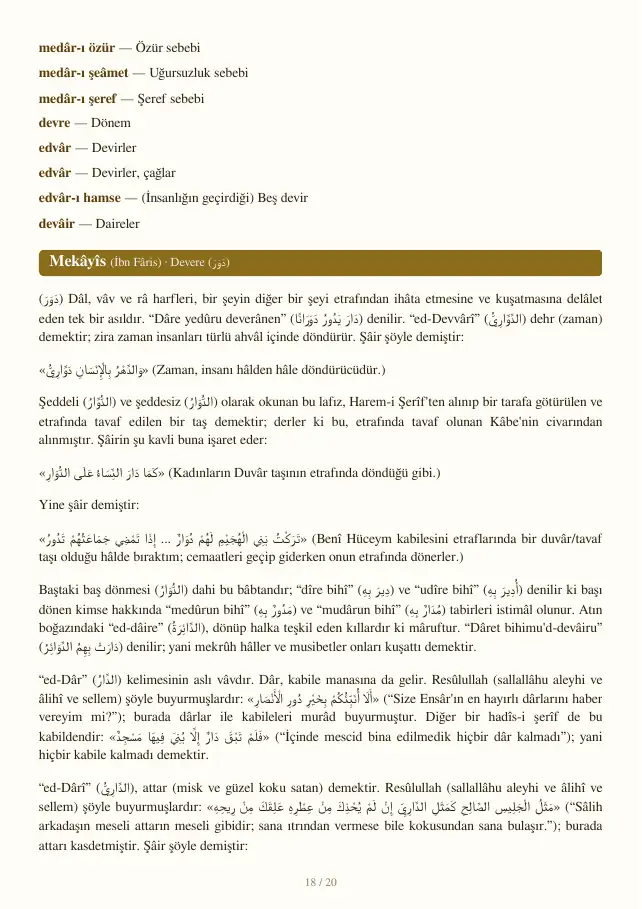 medâr-ı özür — Özür sebebi
medâr-ı şeâmet — Uğursuzluk sebebi
medâr-ı şeref — Şeref sebebi
devre — Dönem
edvâr — Devirler
edvâr — Devirler, çağlar
edvâr-ı hamse — (İnsanlığın geçirdiği) Beş devir
devâir — Daireler
Mekâyîs (İbn Fâris) · Devere (دَوَرَ)
(دَوَرَ) Dâl, vâv ve râ harfleri, bir şeyin diğer bir şeyi etrafından ihâta etmesine ve kuşatmasına delâlet
eden tek bir asıldır. “Dâre yedûru deverânen” (دَارَ يَدُورُ دَوَرَانًا) denilir. “ed-Devvârî” (الدَّوَّارِيُّ) dehr (zaman)
demektir; zira zaman insanları türlü ahvâl içinde döndürür. Şâir şöyle demiştir:
«وَالدَّهْرُ بِالْإِنْسَانِ دَوَّارِيُّ» (Zaman, insanı hâlden hâle döndürücüdür.)
Şeddeli (الدُّوَّارُ) ve şeddesiz (الدُّوَارُ) olarak okunan bu lafız, Harem-i Şerîf'ten alınıp bir tarafa götürülen ve
etrafında tavaf edilen bir taş demektir; derler ki bu, etrafında tavaf olunan Kâbe'nin civarından
alınmıştır. Şâirin şu kavli buna işaret eder:
«كَمَا دَارَ النِّسَاءُ عَلَى الدُّوَارِ» (Kadınların Duvâr taşının etrafında döndüğü gibi.)
Yine şâir demiştir:
«تَرَكْتُ بَنِي الْهُجَيْمِ لَهُمْ دُوَارٌ ... إِذَا تَمْضِي جَمَاعَتُهُمْ تَدُورُ» (Benî Hüceym kabilesini etraflarında bir duvâr/tavaf
taşı olduğu hâlde bıraktım; cemaatleri geçip giderken onun etrafında dönerler.)
Baştaki baş dönmesi (الدُّوَارُ) dahi bu bâbtandır; “dîre bihî” (دِيرَ بِهِ) ve “udîre bihî” (أُدِيرَ بِهِ) denilir ki başı
dönen kimse hakkında “medûrun bihî” (مَدُورٌ بِهِ) ve “mudârun bihî” (مُدَارٌ بِهِ) tabirleri istimâl olunur. Atın
boğazındaki “ed-dâire” (الدَّائِرَةُ), dönüp halka teşkil eden kıllardır ki mâruftur. “Dâret bihimu'd-devâiru”
(دَارَتْ بِهِمُ الدَّوَائِرُ) denilir; yani mekrûh hâller ve musibetler onları kuşattı demektir.
“ed-Dâr” (الدَّارُ) kelimesinin aslı vâvdır. Dâr, kabile manasına da gelir. Resûlullah (sallallâhu aleyhi ve
âlihî ve sellem) şöyle buyurmuşlardır: «أَلَا أُنَبِّئُكُمْ بِخَيْرِ دُورِ الْأَنْصَارِ» (“Size Ensâr'ın en hayırlı dârlarını haber
vereyim mi?”); burada dârlar ile kabileleri murâd buyurmuştur. Diğer bir hadîs-i şerîf de bu
kabildendir: «فَلَمْ تَبْقَ دَارٌ إِلَّا بُنِيَ فِيهَا مَسْجِدٌ» (“İçinde mescid bina edilmedik hiçbir dâr kalmadı”); yani
hiçbir kabile kalmadı demektir.
“ed-Dârî” (الدَّارِيُّ), attar (misk ve güzel koku satan) demektir. Resûlullah (sallallâhu aleyhi ve âlihî ve
sellem) şöyle buyurmuşlardır: «مَثَلُ الْجَلِيسِ الصَّالِحِ كَمَثَلِ الدَّارِيِّ إِنْ لَمْ يُحْذِكَ مِنْ عِطْرِهِ عَلِقَكَ مِنْ رِيحِهِ» (“Sâlih
arkadaşın meseli attarın meseli gibidir; sana ıtrından vermese bile kokusundan sana bulaşır.”); burada
attarı kasdetmiştir. Şâir şöyle demiştir:
18 / 20